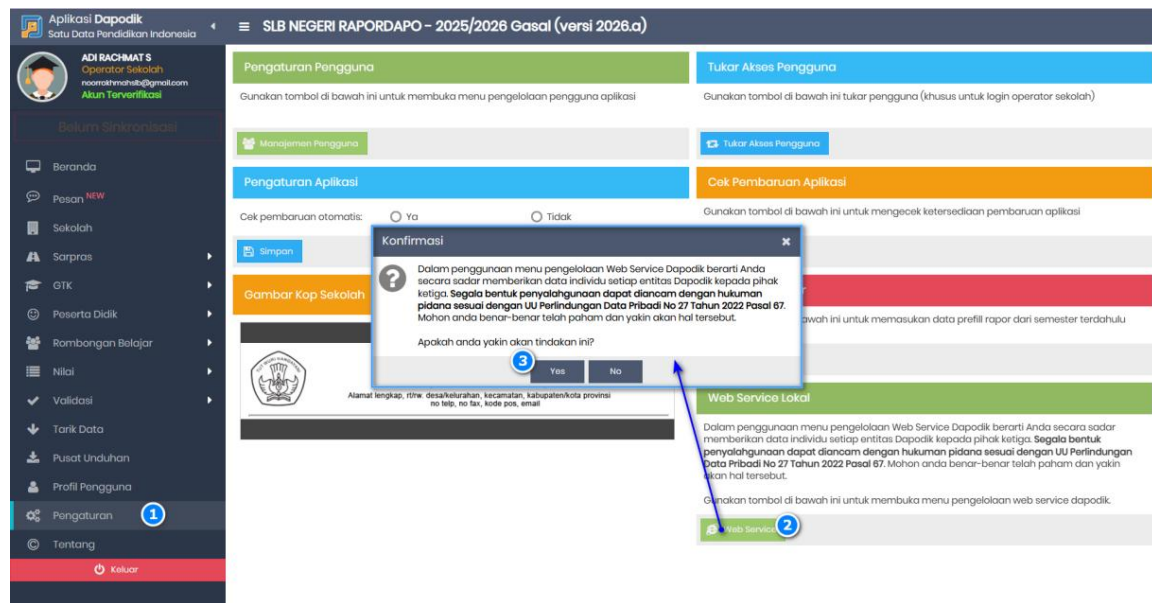 Aplikasi Dapodik
Satu Data Pendidikan Indonesia
SLB NEGERI RAPORDAPO - 2025/2026 Gasal (versi 2026.a)
ADI RACHMAT S
Operator Sekolah
Akun Terverifikasi
Belum Sinkronisasi
Beranda
Pesan NEW
Sekolah
Sarpras
GTK
Peserta Didik
Rombongan Belajar
Nilai
Validasi
Tarik Data
Pusat Unduhan
Profil Pengguna
Pengaturan 1
Tentang
Keluar
Pengaturan Pengguna
Gunakan tombol di bawah ini untuk membuka menu pengelolaan pengguna aplikasi
Manajemen Pengguna
Tukar Akses Pengguna
Gunakan tombol di bawah ini tukar pengguna (khusus untuk login operator sekolah)
Tukar Akses Pengguna
Pengaturan Aplikasi
Cek pembaruan otomatis: Ya Tidak
Simpan
Cek Pembaruan Aplikasi
Gunakan tombol di bawah ini untuk mengecek ketersediaan pembaruan aplikasi
Konfirmasi
Dalam penggunaan menu pengelolaan Web Service Dapodik berarti Anda
secara sadar memberikan data individu setiap entitas Dapodik kepada pihak
ketiga. Segala bentuk penyalahgunaan dapat diancam dengan hukuman
pidana sesuai dengan UU Perlindungan Data Pribadi No 27 Tahun 2022 Pasal 67.
Mohon anda benar-benar telah paham dan yakin akan hal tersebut.
Apakah anda yakin akan tindakan ini?
3
Yes No
Gambar Kop Sekolah
Alamat lengkap, rt/rw. desa/kelurahan, kecamatan, kabupaten/kota provinsi
no telp, no fax, kode pos, email
awah ini untuk memasukan data prefill rapor dari semester terdahulu
Web Service Lokal
Dalam penggunaan menu pengelolaan Web Service Dapodik berarti Anda secara sadar
memberikan data individu setiap entitas Dapodik kepada pihak ketiga. Segala bentuk
penyalahgunaan dapat diancam dengan hukuman pidana sesuai dengan UU Perlindungan
Data Pribadi No 27 Tahun 2022 Pasal 67. Mohon anda benar-benar telah paham dan yakin
akan hal tersebut.
Gunakan tombol di bawah ini untuk membuka menu pengelolaan web service dapodik.
Web Service 2